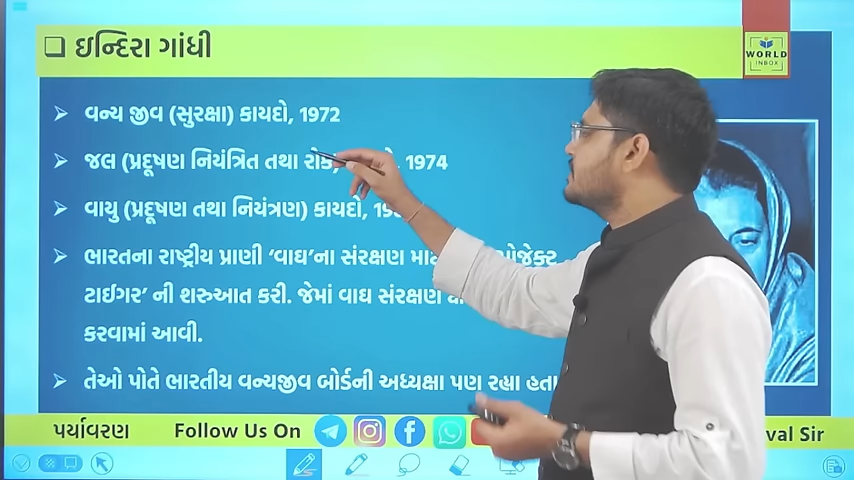 ❑ ઇન્દિરા ગાંધી
WORLD
INBOX
➢ વન્ય જીવ (સુરક્ષા) કાયદો, 1972
➢ જલ (પ્રદૂષણ નિયંત્રિત તથા 1974
➢ વાયુ (પ્રદૂષણ તથા નિયંત્રણ) કાયદો,
➢ ભારતના રાષ્ટ્રીય પ્રાણી ‘વાઘ’ના સંરક્ષણ
ટાઈગર’ ની શરુઆત કરી. જેમાં વાઘ સંરક્ષણ
કરવામાં આવી.
➢ તેઓ પોતે ભારતીય વન્યજીવ બોર્ડની અધ્યક્ષા પણ રહ્યા હતા
પર્યાવરણ Follow Us On Sir